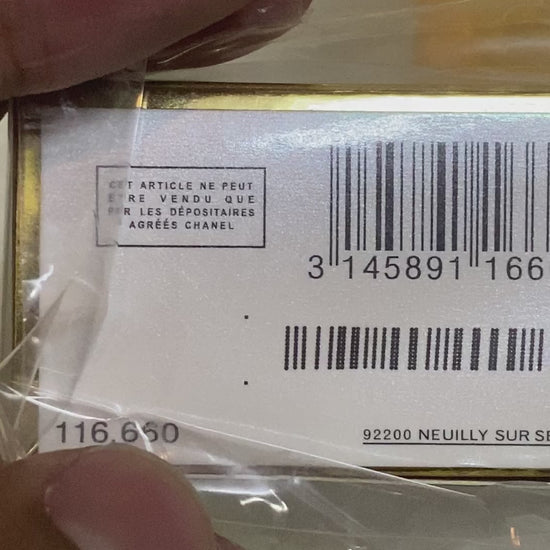 CET ARTICLE NE PEUT
ÊTRE VENDU QUE
PAR LES DÉPOSITAIRES
AGRÉÉS CHANEL
3 145891 166
116.660
92200 NEUILLY SUR SE